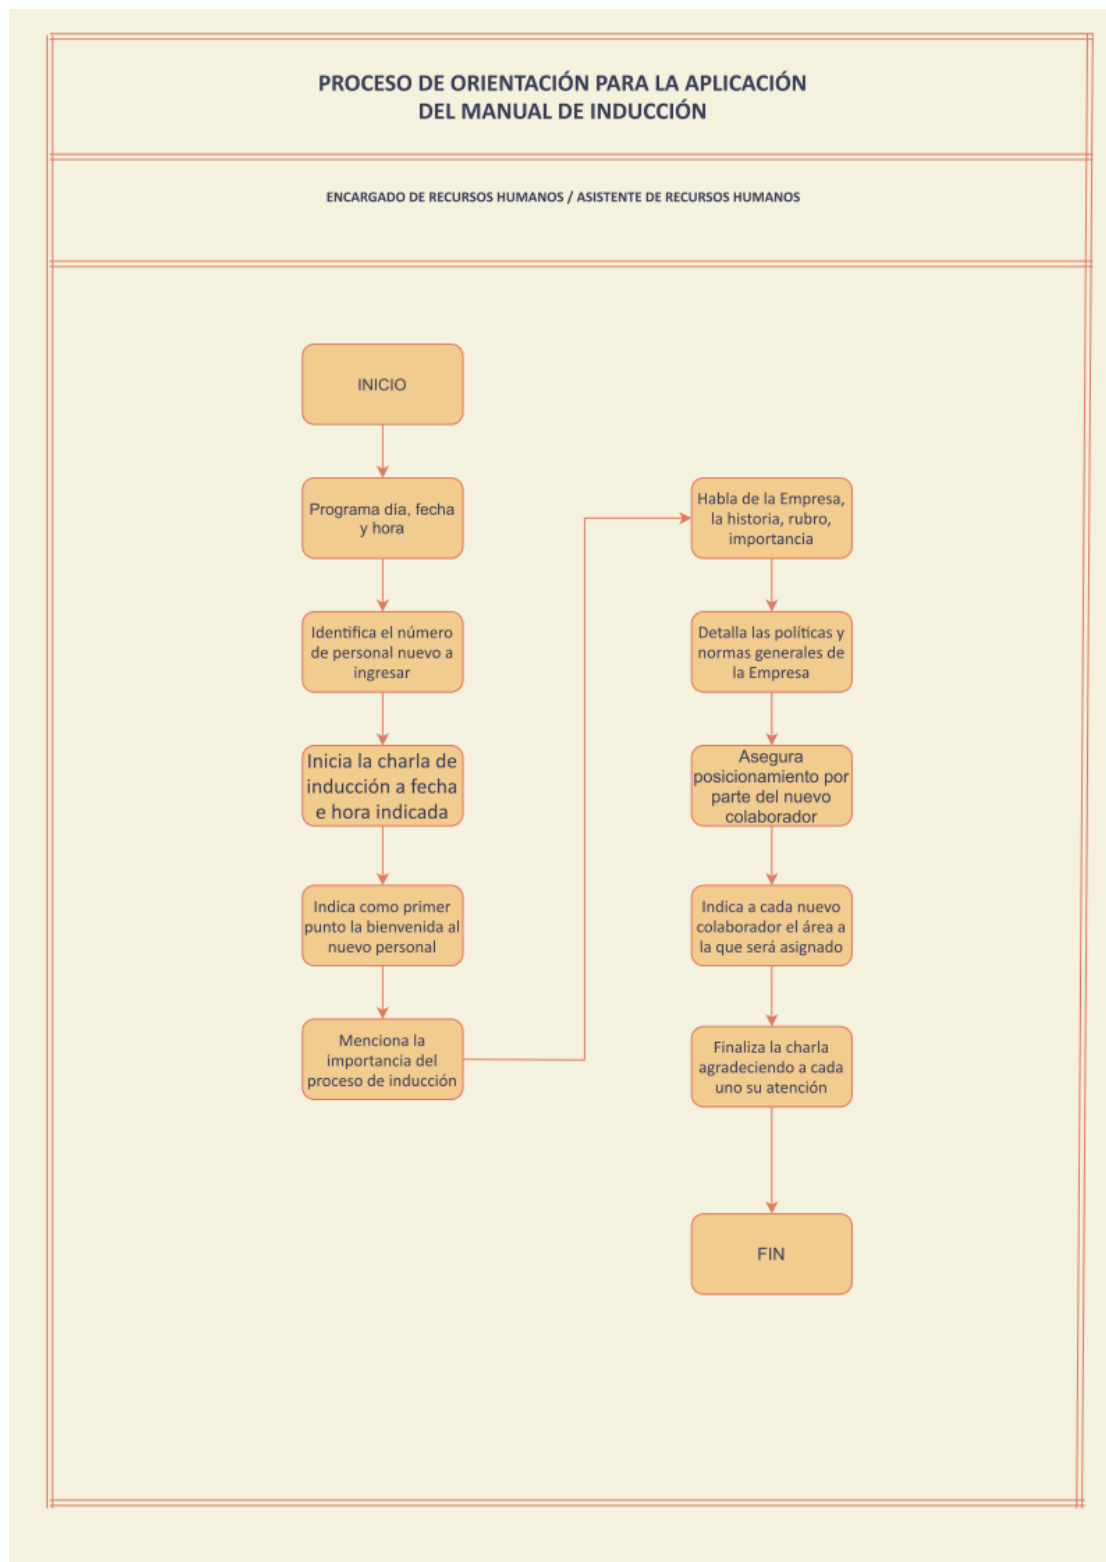 PROCESO DE ORIENTACIÓN PARA LA APLICACIÓN
DEL MANUAL DE INDUCCIÓN
ENCARGADO DE RECURSOS HUMANOS / ASISTENTE DE RECURSOS HUMANOS
INICIO
Programa día, fecha
y hora
Identifica el número
de personal nuevo a
ingresar
Inicia la charla de
inducción a fecha
e hora indicada
Indica como primer
punto la bienvenida al
nuevo personal
Menciona la
importancia del
proceso de inducción
Habla de la Empresa,
la historia, rubro,
importancia
Detalla las políticas y
normas generales de
la Empresa
Asegura
posicionamiento por
parte del nuevo
colaborador
Indica a cada nuevo
colaborador el área a
la que será asignado
Finaliza la charla
agradeciendo a cada
uno su atención
FIN